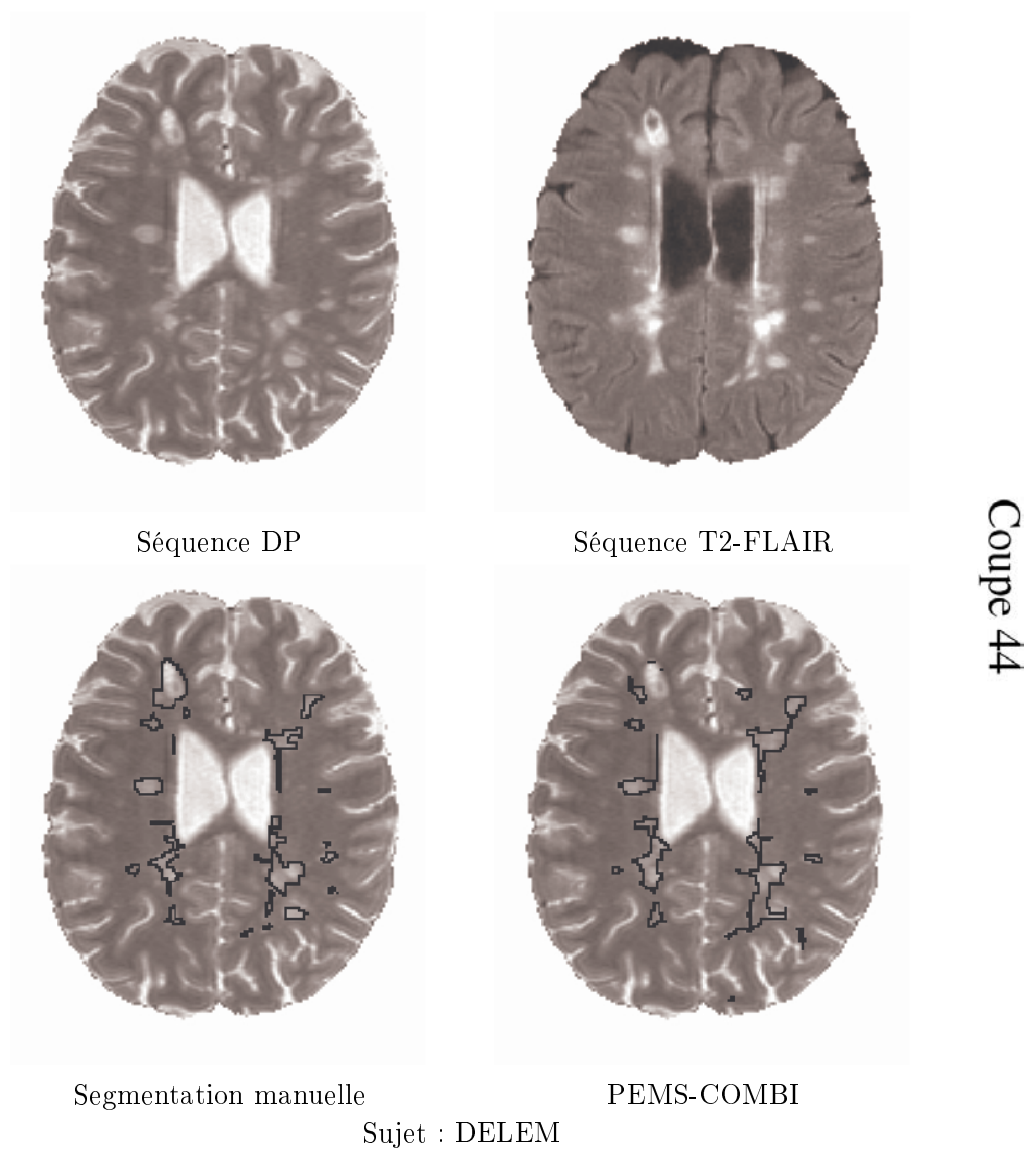 Séquence DP
Séquence T2-FLAIR
Coupe 44
Segmentation manuelle
PEMS-COMBI
Sujet : DELEM